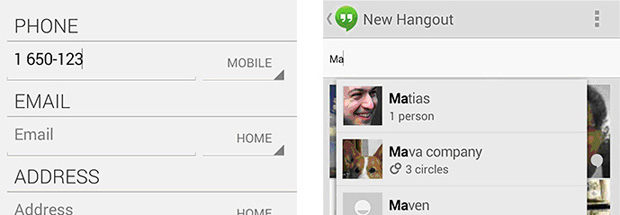 PHONE
1 650-123
MOBILE
EMAIL
Email
HOME
ADDRESS
Address
HOME
New Hangout
Ma
Matias
1 person
Mava company
3 circles
Maven